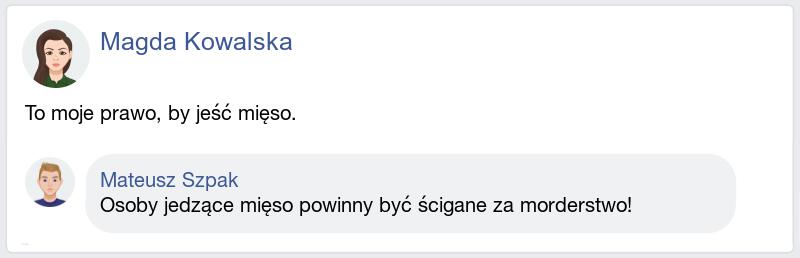 Magda Kowalska
To moje prawo, by jeść mięso.
Mateusz Szpak
Osoby jedzące mięso powinny być ścigane za morderstwo!